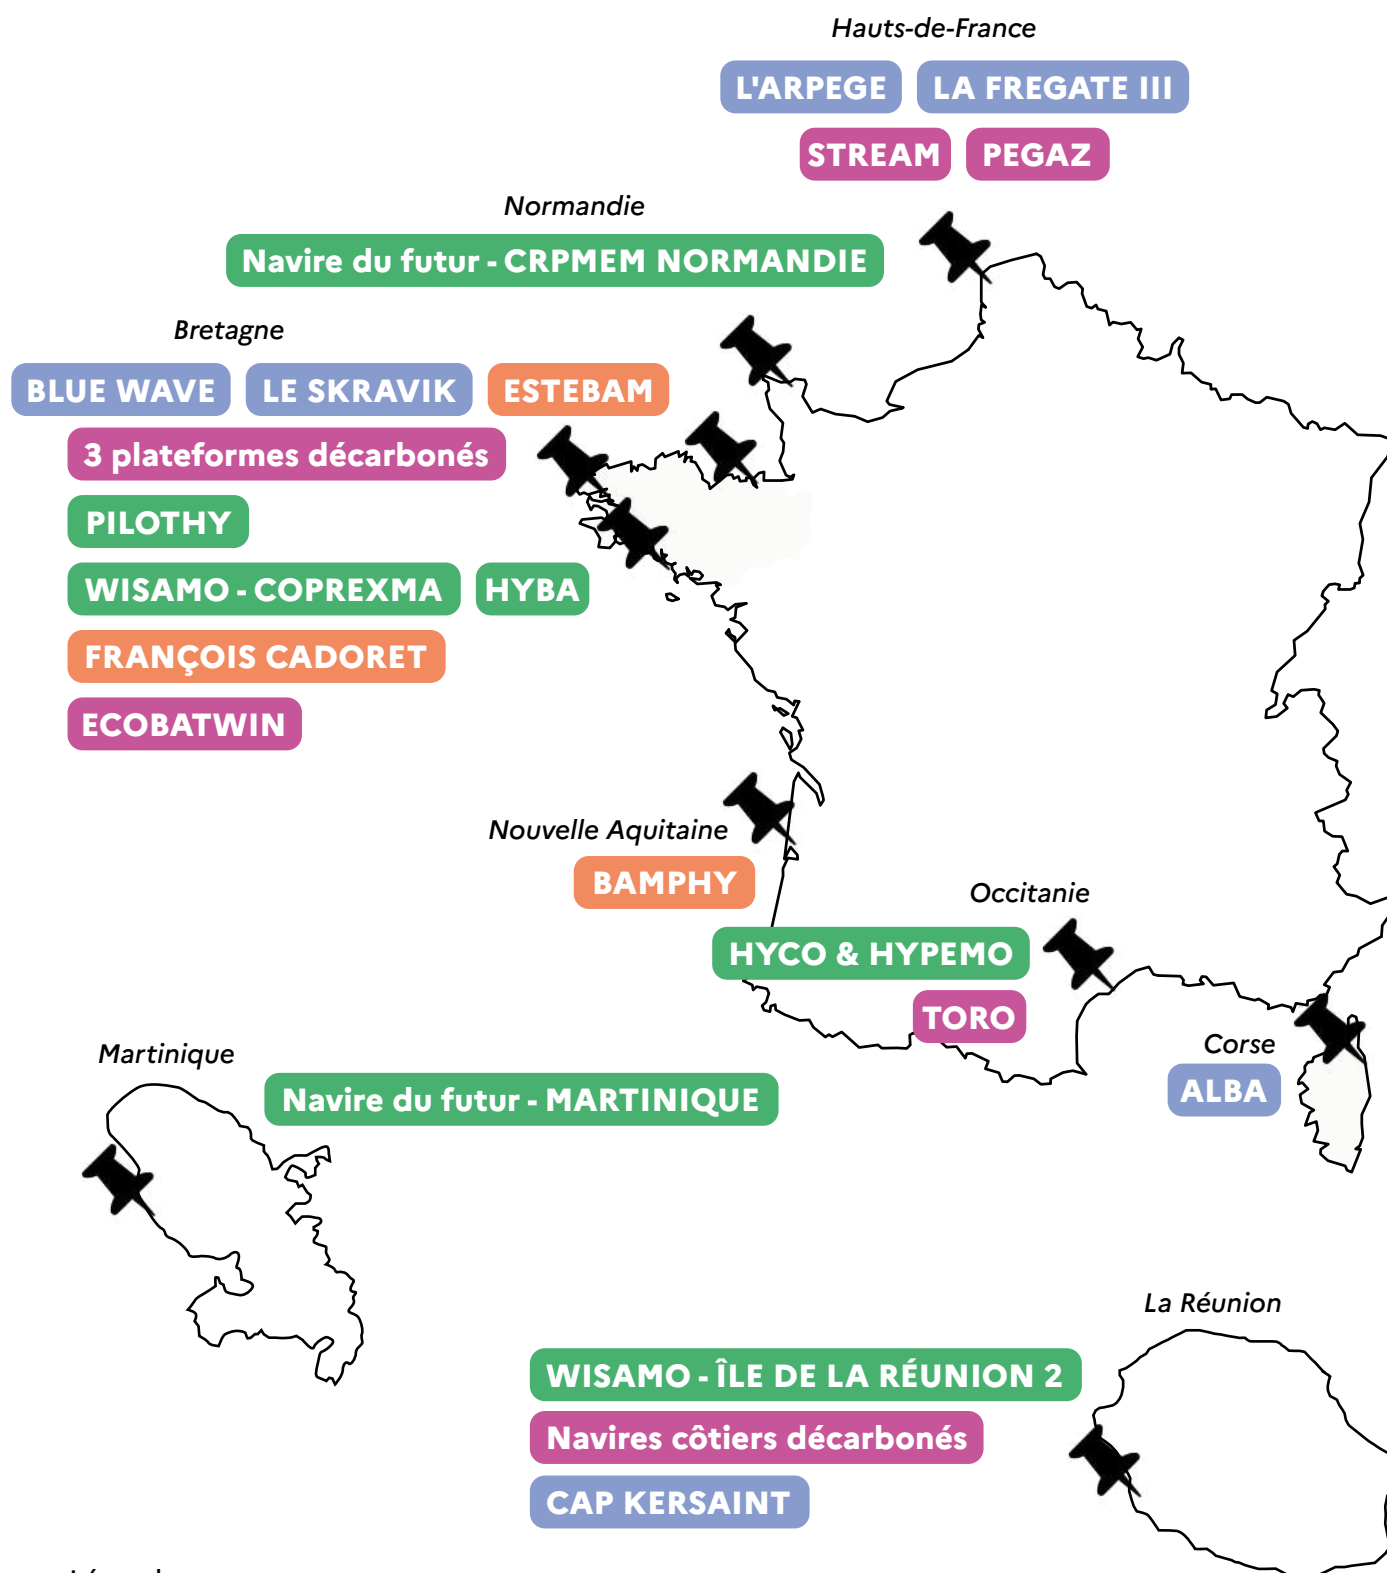 Hauts-de-France
L'ARPEGE LA FREGATE III
STREAM PEGAZ
Normandie
Navire du futur - CRPMEM NORMANDIE
Bretagne
BLUE WAVE LE SKRAVIK ESTEBAM
3 plateformes décarbonés
PILOTHY
WISAMO - COPREXMA HYBA
FRANÇOIS CADORET
ECOBATWIN
Nouvelle Aquitaine
BAMPHY
Occitanie
HYCO & HYPEMO
TORO
Corse
ALBA
Martinique
Navire du futur - MARTINIQUE
La Réunion
WISAMO - ÎLE DE LA RÉUNION 2
Navires côtiers décarbonés
CAP KERSAINT